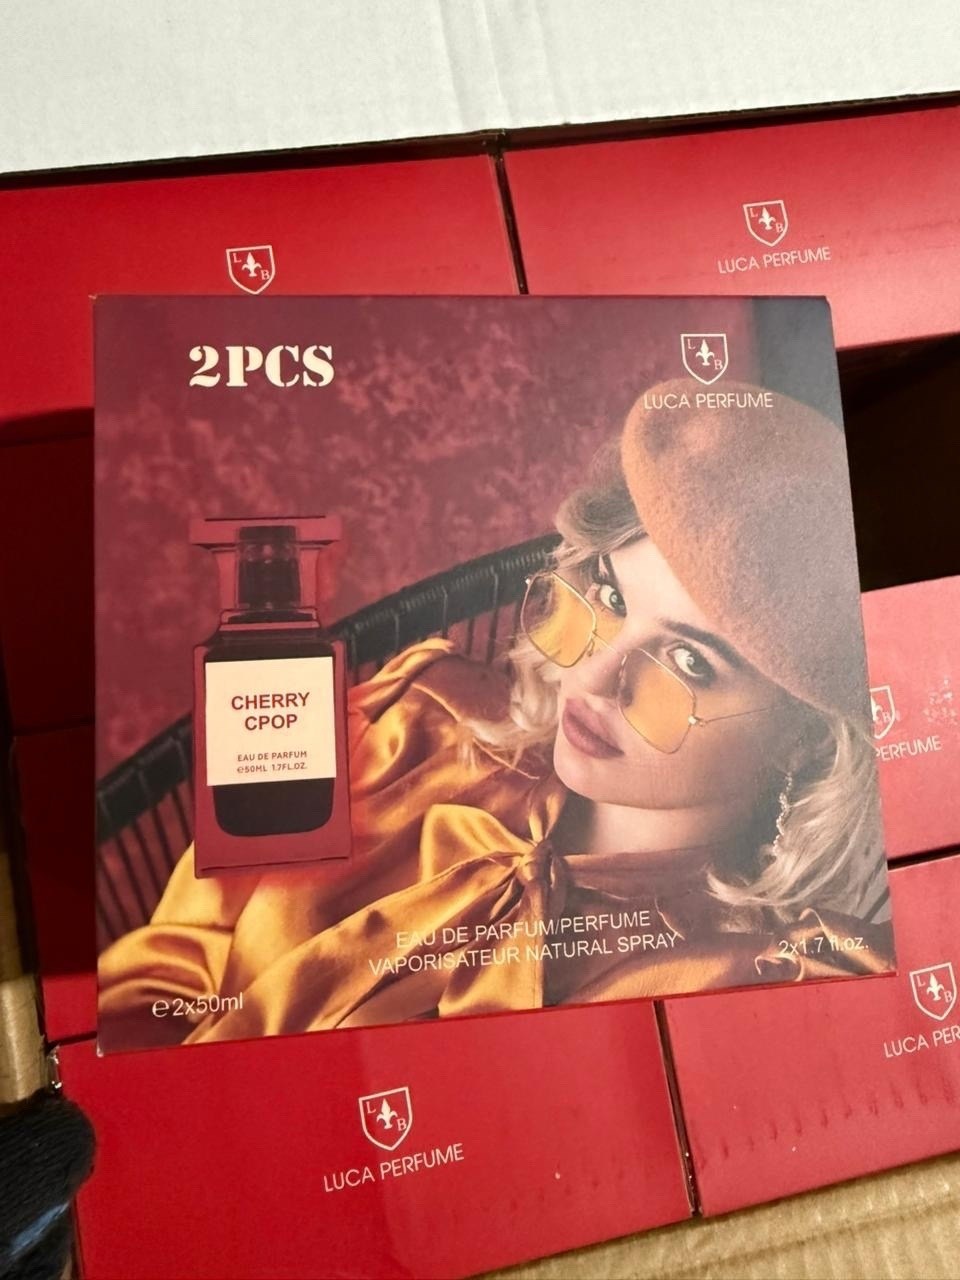 L B
L B
LUCA PERFUME
2PCS
L B
LUCA PERFUME
CHERRY
CPOP
EAU DE PARFUM
℮50ML 1.7FL.OZ.
EAU DE PARFUM/PERFUME
VAPORISATEUR NATURAL SPRAY
2x1.7 fl.oz.
℮2x50ml
B
PERFUME
L B
LUCA PER
L B
LUCA PERFUME